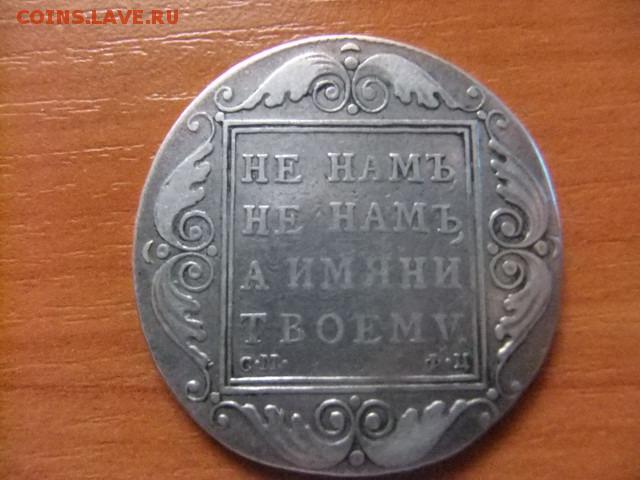 COINS.LAVE.RU
НЕ НАМЪ,
НЕ НАМЪ,
А ИМЯНИ
ТВОЕМУ.
С·М· Ф·Ц